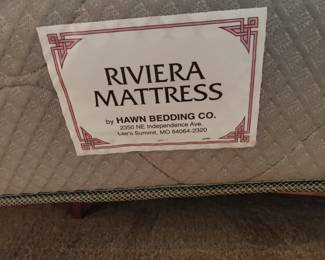 RIVIERA
MATTRESS
by HAWN BEDDING CO.
2350 NE Independence Ave.
Lee's Summit, MO 64064-2320